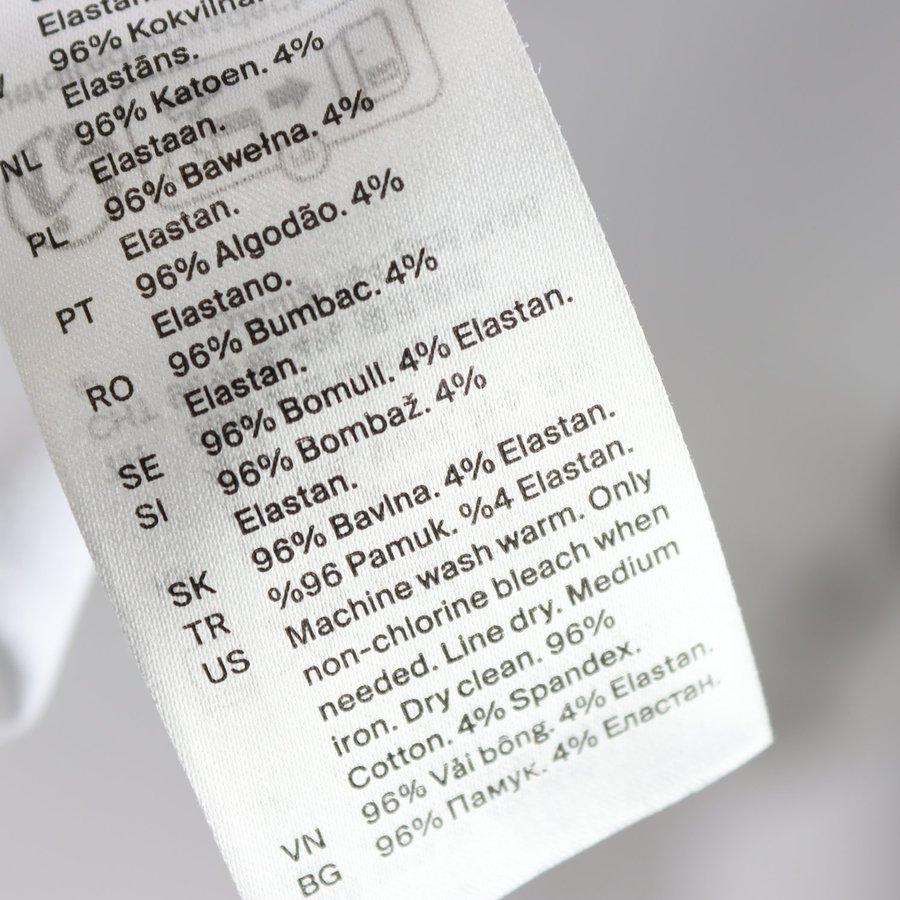 Elastan.
96% Kokvilna.
Elastāns.
NL 96% Katoen. 4%
Elastaan.
PL 96% Bawełna. 4%
Elastan.
PT 96% Algodão. 4%
Elastano.
RO 96% Bumbac. 4%
Elastan.
SE 96% Bomull. 4% Elastan.
SI 96% Bombaž. 4%
Elastan.
SK 96% Bavlna. 4% Elastan.
TR %96 Pamuk. %4 Elastan.
US Machine wash warm. Only
non-chlorine bleach when
needed. Line dry. Medium
iron. Dry clean. 96%
Cotton. 4% Spandex.
VN 96% Vải bông. 4% Elastan.
BG 96% Памук. 4% Еластан.